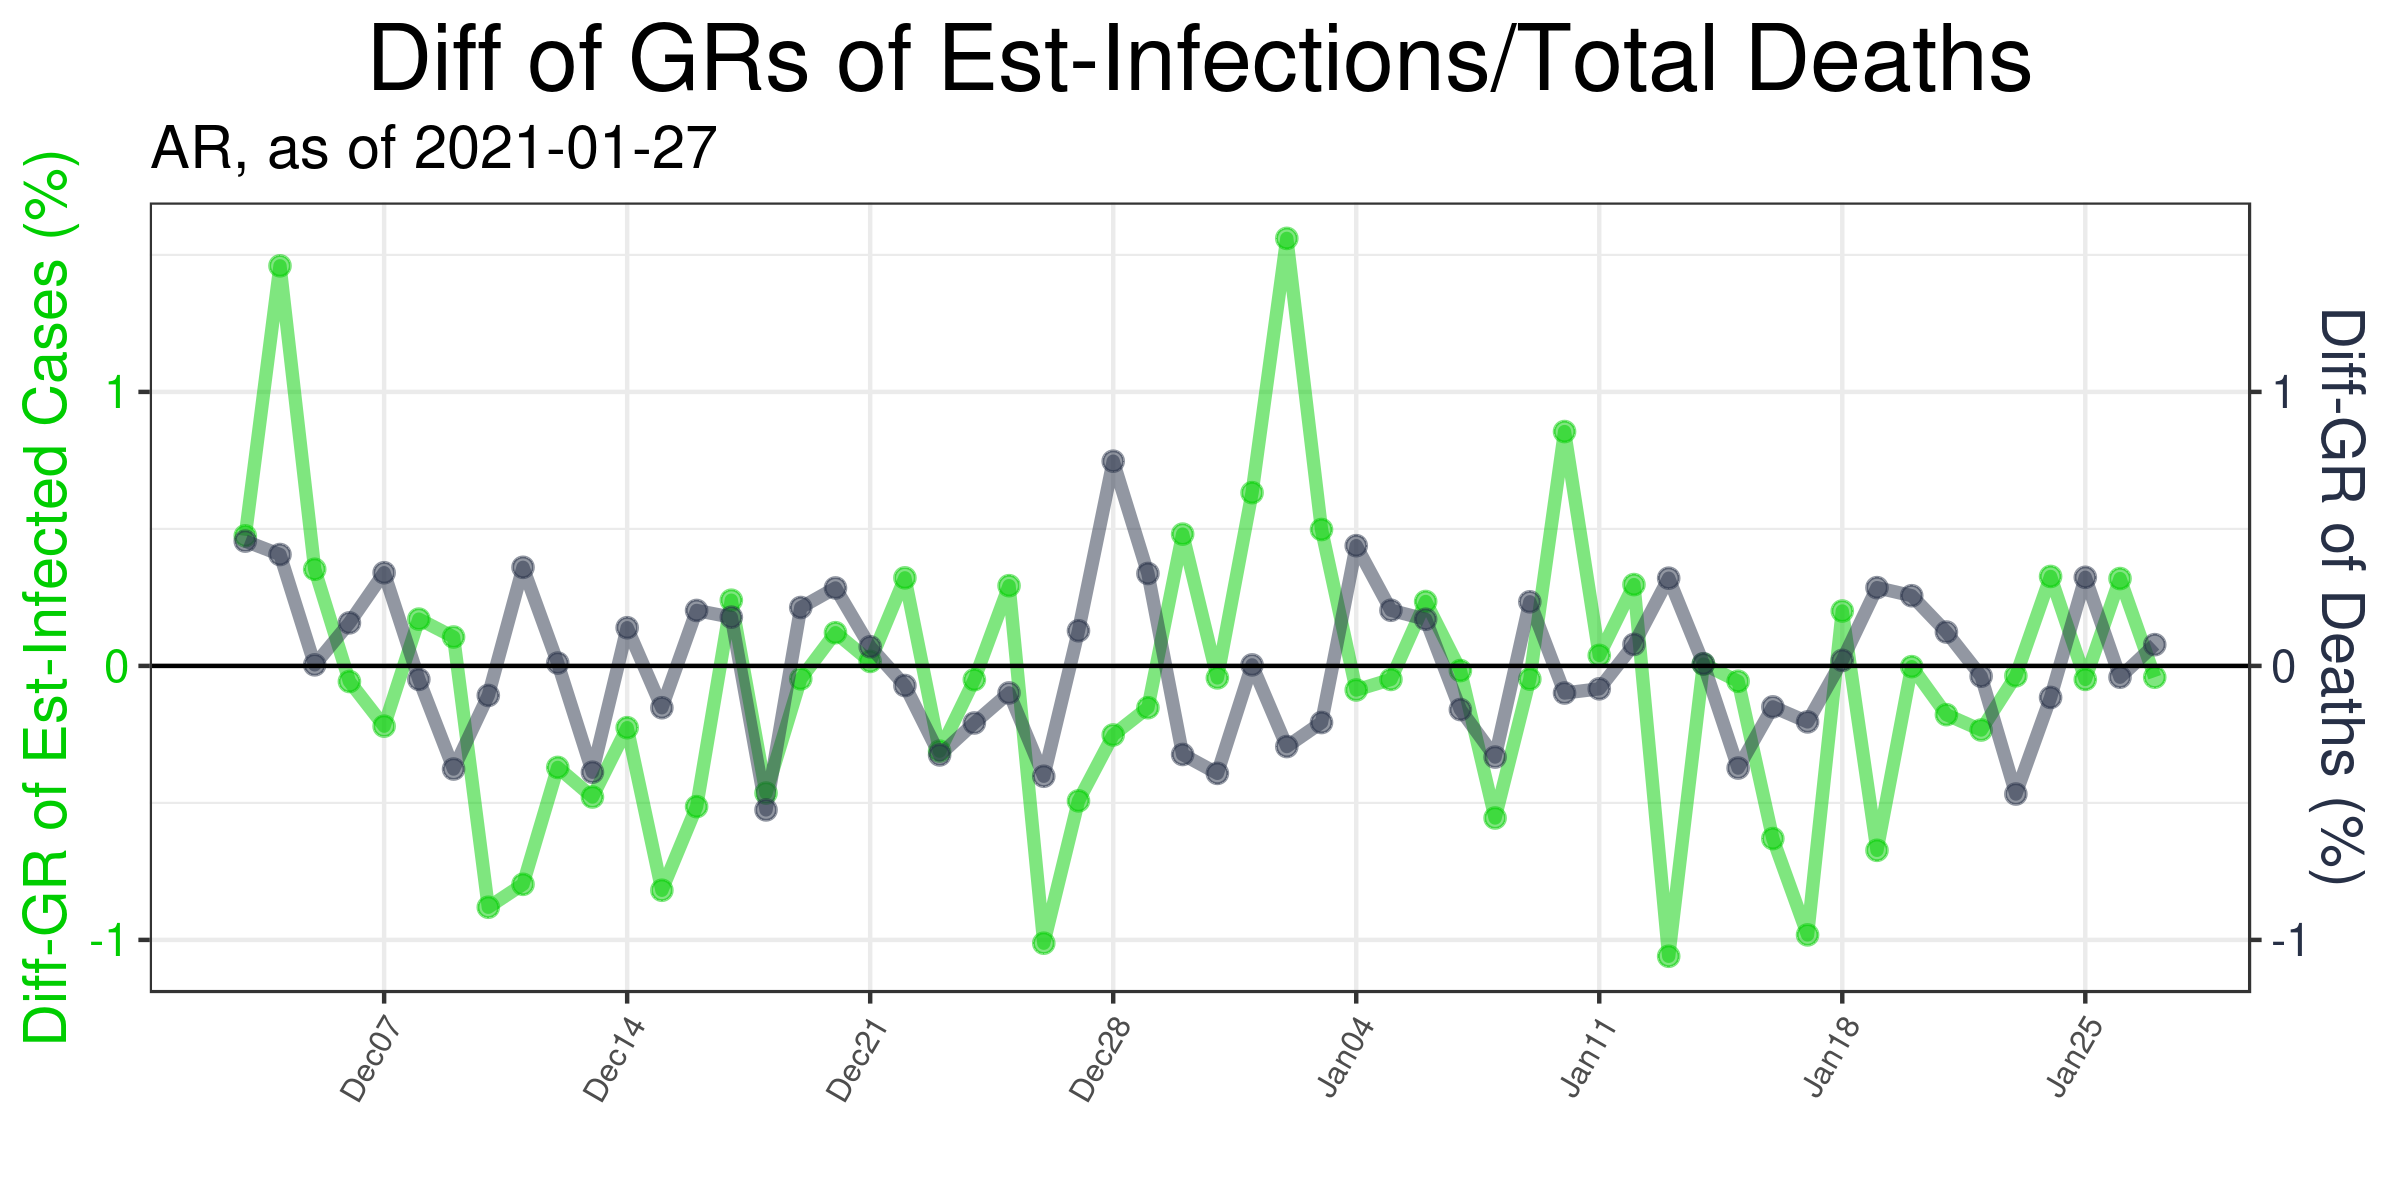 Diff of GRs of Est-Infections/Total Deaths
AR, as of 2021-01-27
Diff-GR of Est-Infected Cases (%)
1
0
-1
Diff-GR of Deaths (%)
1
0
-1
Dec07
Dec14
Dec21
Dec28
Jan04
Jan11
Jan18
Jan25